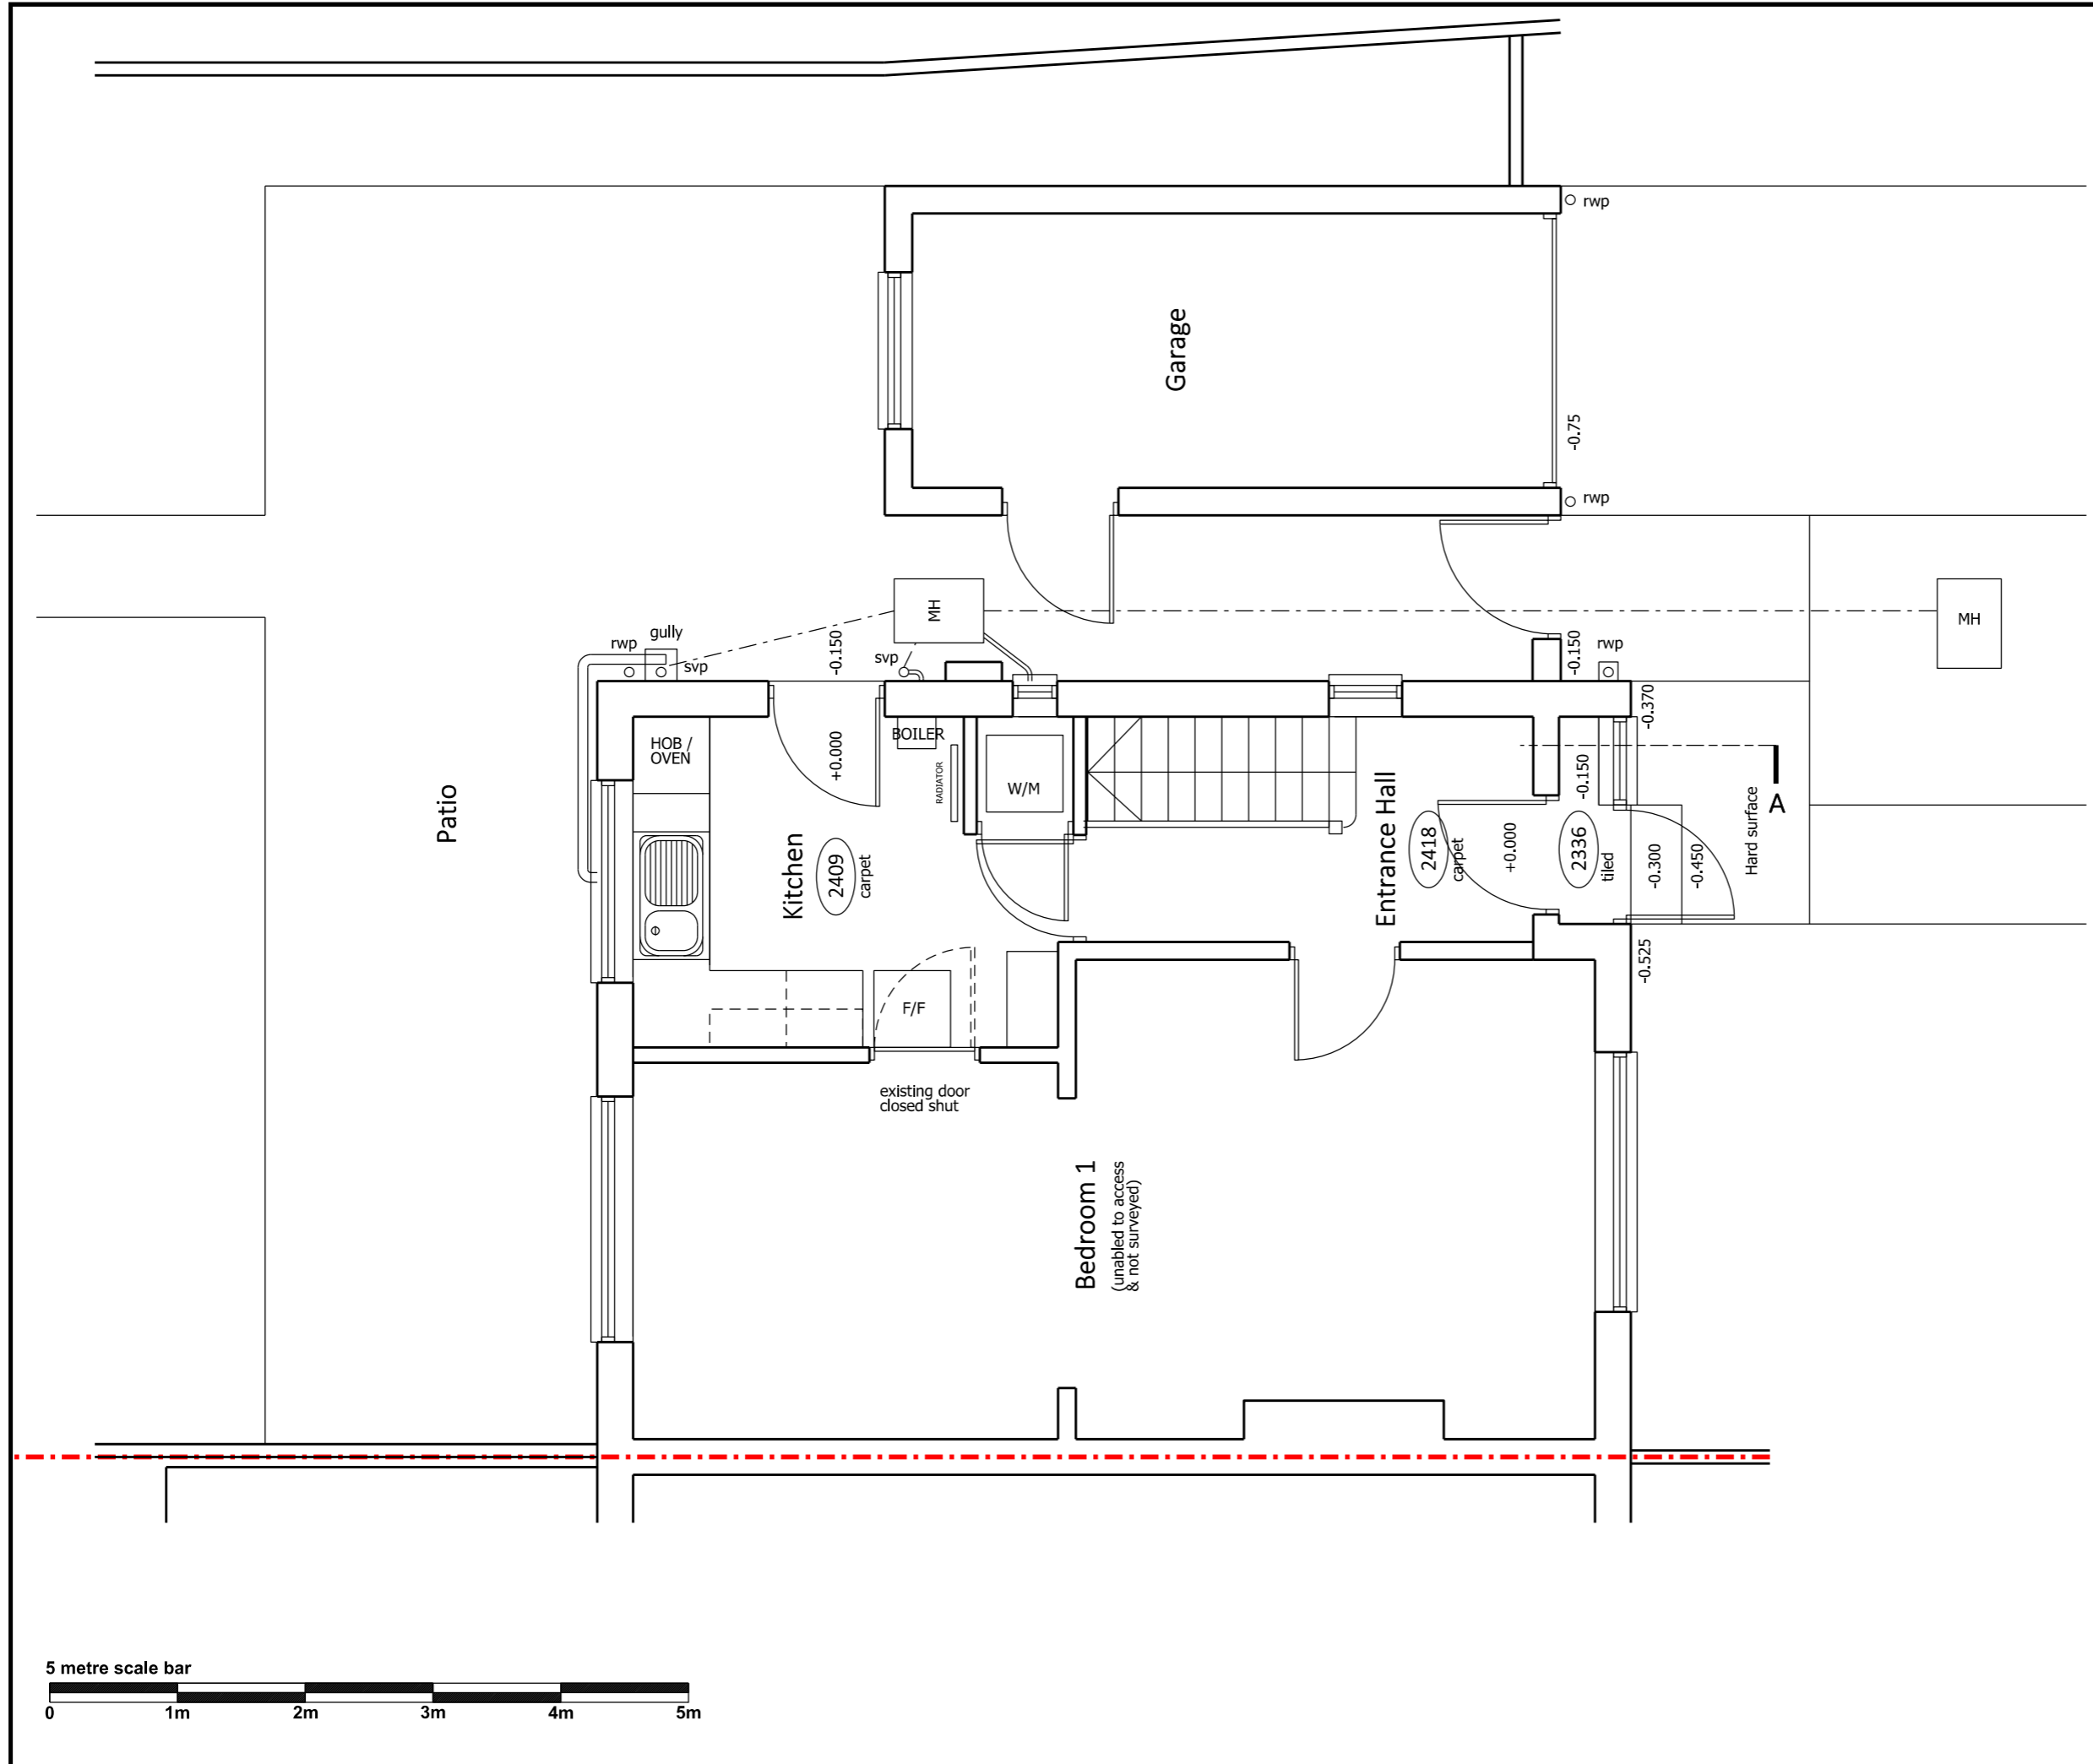 rwp
Garage
-0.75
rwp
MH
MH
rwp
gully
svp
-0.150
svp
-0.150
rwp
-0.370
HOB /
OVEN
+0.000
BOILER
RADIATOR
W/M
Patio
Kitchen
2409
carpet
Entrance Hall
2418
carpet
+0.000
-0.150
2336
tiled
-0.300
-0.450
Hard surface
A
-0.525
F/F
existing door
closed shut
Bedroom 1
(unabled to access
& not surveyed)
5 metre scale bar
0 1m 2m 3m 4m 5m